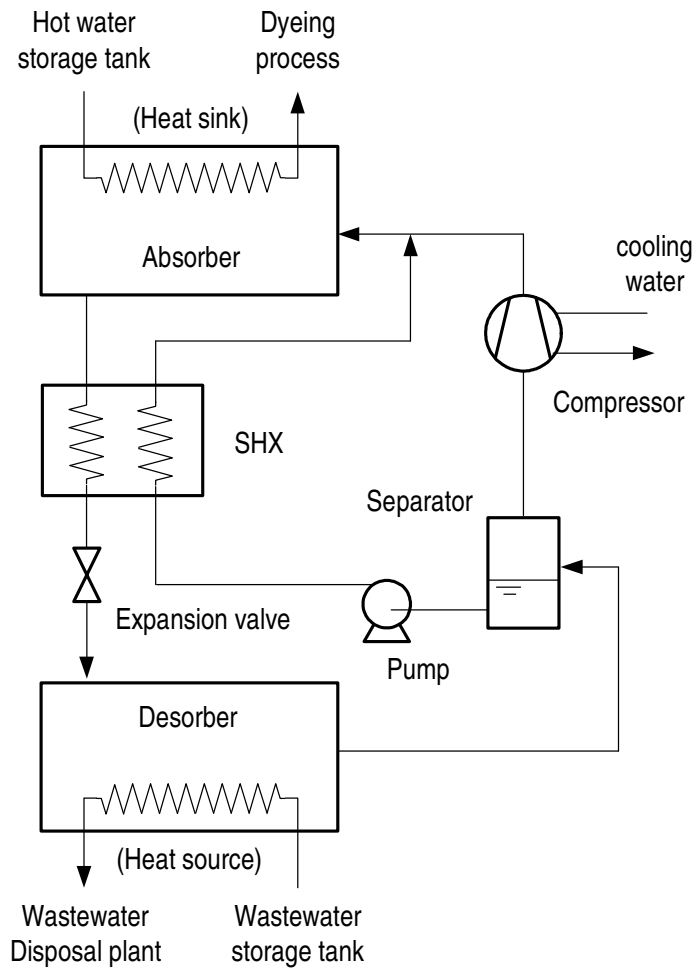 Hot water
storage tank
Dyeing
process
(Heat sink)
Absorber
cooling
water
Compressor
SHX
Separator
Expansion valve
Pump
Desorber
(Heat source)
Wastewater
Disposal plant
Wastewater
storage tank